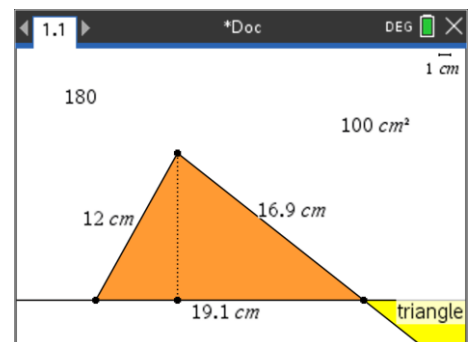 1.1 *Doc DEG
1 cm
180
100 cm²
12 cm
16.9 cm
19.1 cm
triangle